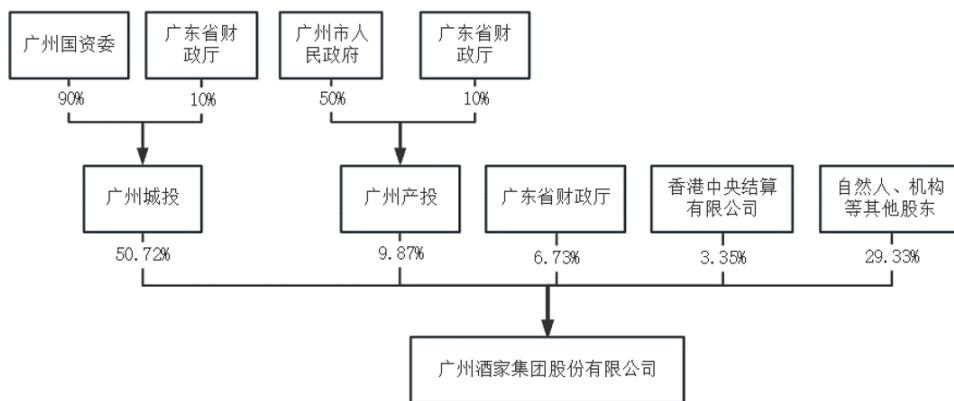 广州国资委
广东省财
政厅
广州市人
民政府
广东省财
政厅
90%
10%
50%
10%
广州城投
广州产投
广东省财政厅
香港中央结算
有限公司
自然人、机构
等其他股东
50.72%
9.87%
6.73%
3.35%
29.33%
广州酒家集团股份有限公司